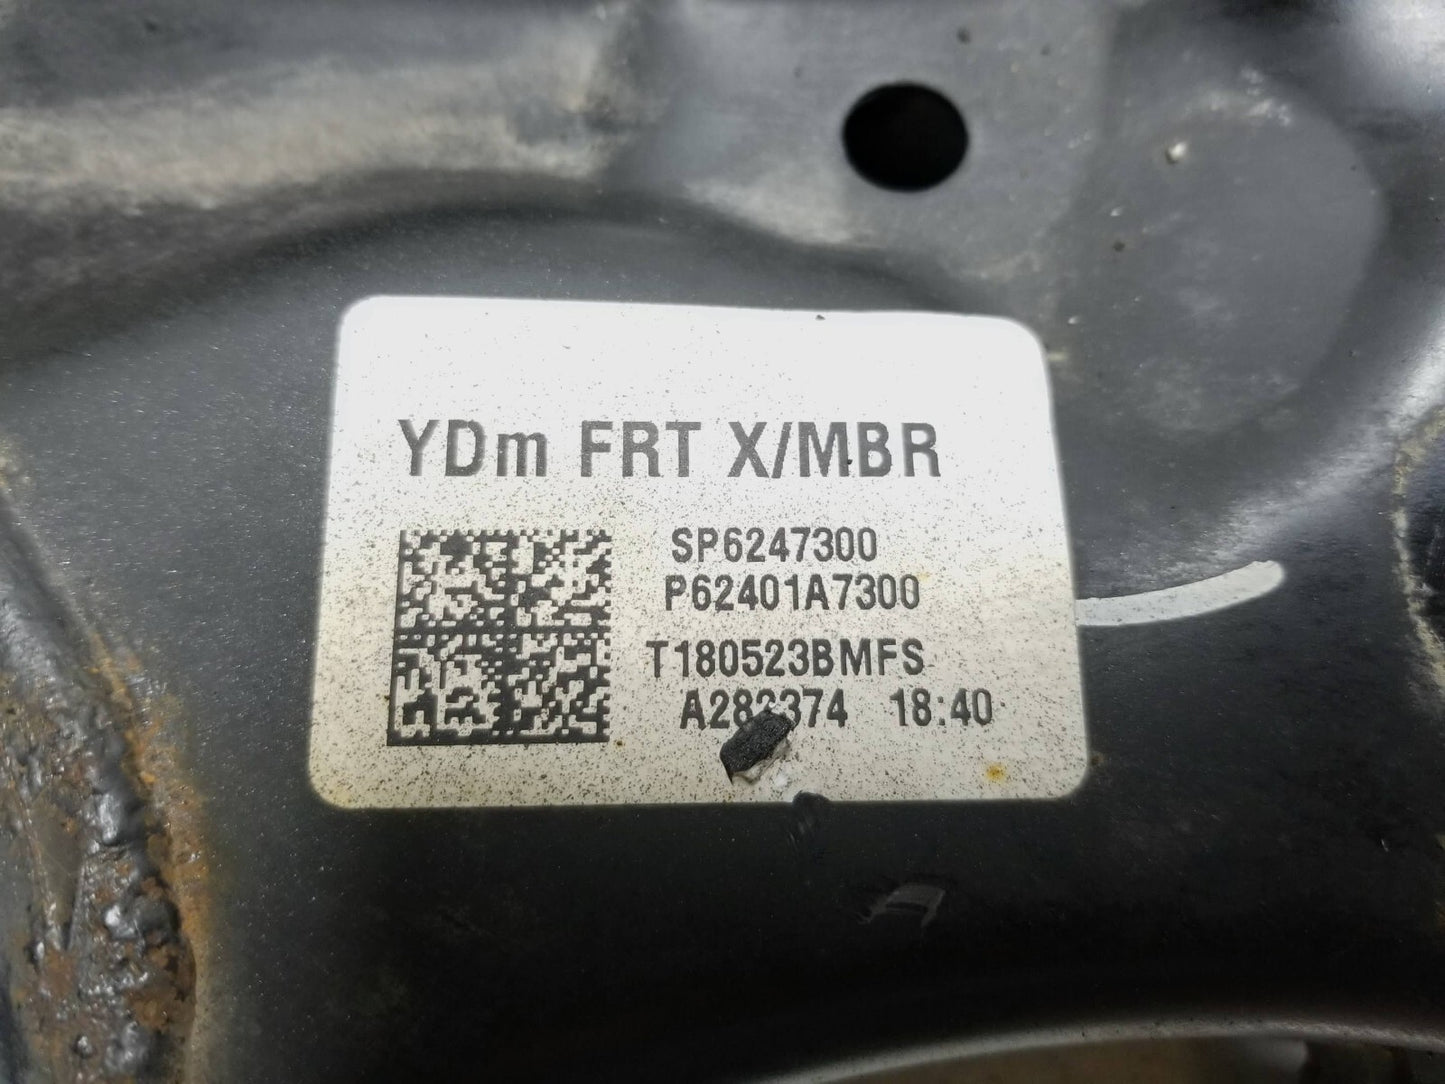 YDm FRT X/MBR
SP6247300
P62401A7300
T180523BMFS
18:40